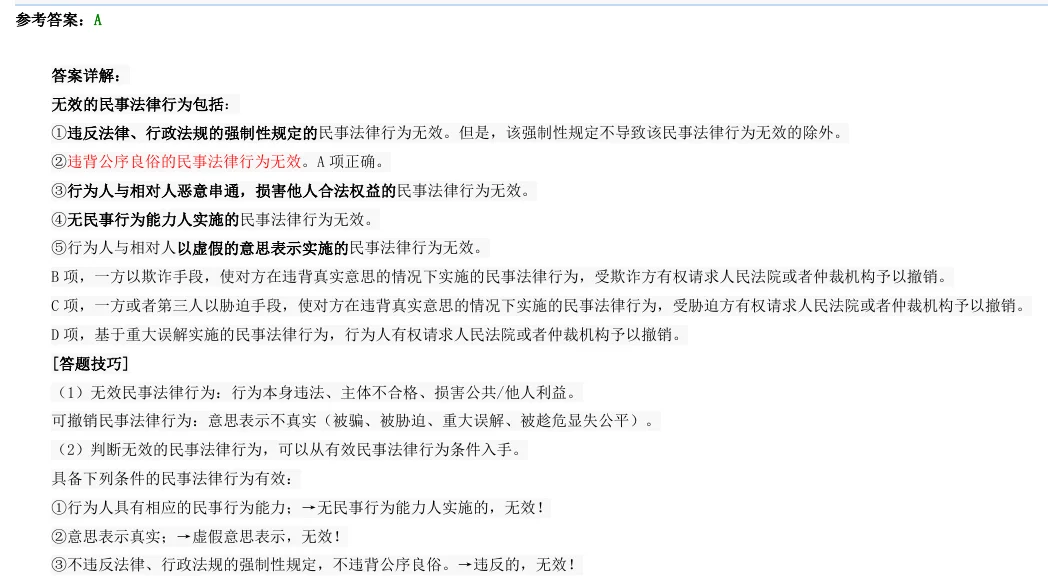 参考答案：A
答案详解：
无效的民事法律行为包括：
①违反法律、行政法规的强制性规定的民事法律行为无效。但是，该强制性规定不导致该民事法律行为无效的除外。
②违背公序良俗的民事法律行为无效。A 项正确。
③行为人与相对人恶意串通，损害他人合法权益的民事法律行为无效。
④无民事行为能力人实施的民事法律行为无效。
⑤行为人与相对人以虚假的意思表示实施的民事法律行为无效。
B 项，一方以欺诈手段，使对方在违背真实意思的情况下实施的民事法律行为，受欺诈方有权请求人民法院或者仲裁机构予以撤销。
C 项，一方或者第三人以胁迫手段，使对方在违背真实意思的情况下实施的民事法律行为，受胁迫方有权请求人民法院或者仲裁机构予以撤销。
D 项，基于重大误解实施的民事法律行为，行为人有权请求人民法院或者仲裁机构予以撤销。
[答题技巧]
（1）无效民事法律行为：行为本身违法、主体不合格、损害公共/他人利益。
可撤销民事法律行为：意思表示不真实（被骗、被胁迫、重大误解、被趁危显失公平）。
（2）判断无效的民事法律行为，可以从有效民事法律行为条件入手。
具备下列条件的民事法律行为有效：
①行为人具有相应的民事行为能力；→无民事行为能力人实施的，无效！
②意思表示真实；→虚假意思表示，无效！
③不违反法律、行政法规的强制性规定，不违背公序良俗。→违反的，无效！